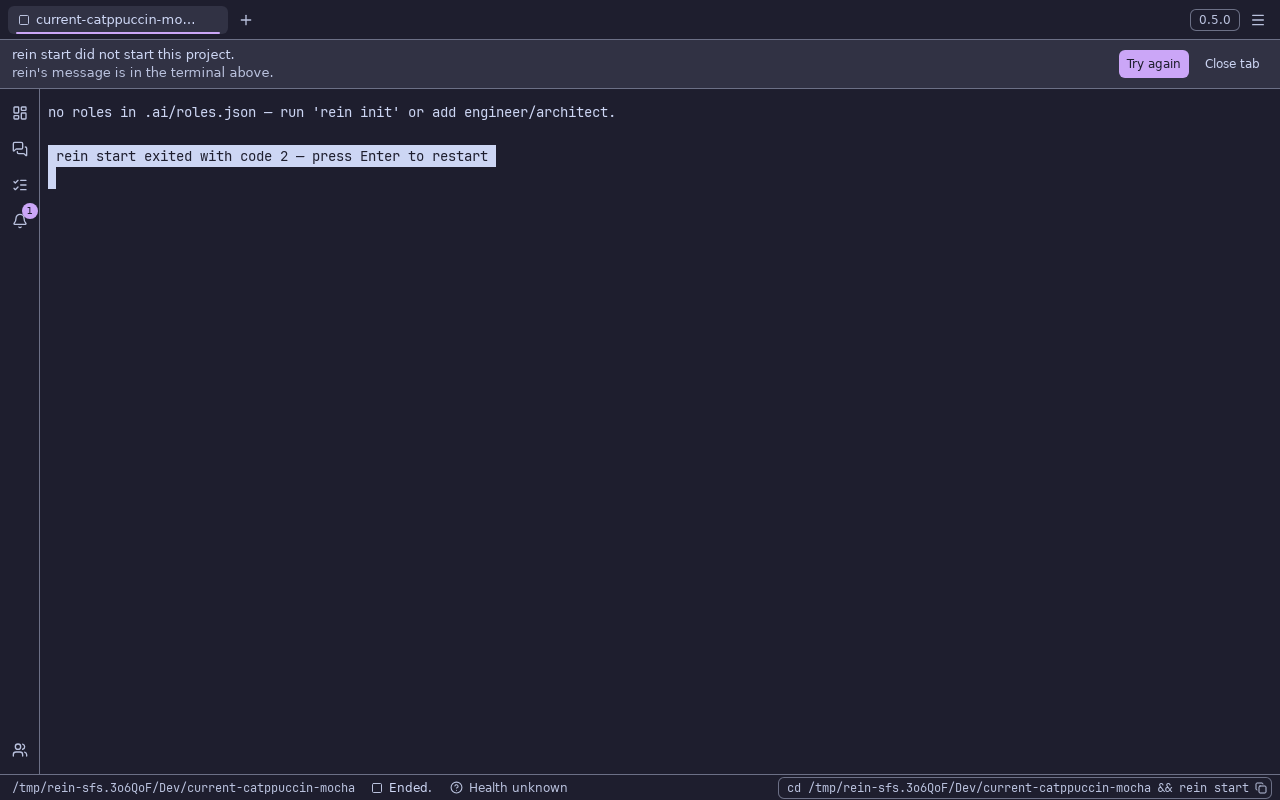 current-catppuccin-mo...
0.5.0
rein start did not start this project.
rein's message is in the terminal above.
Try again
Close tab
no roles in .ai/roles.json — run 'rein init' or add engineer/architect.
rein start exited with code 2 — press Enter to restart
1
/tmp/rein-sfs.3o6QoF/Dev/current-catppuccin-mocha
Ended.
Health unknown
cd /tmp/rein-sfs.3o6QoF/Dev/current-catppuccin-mocha && rein start